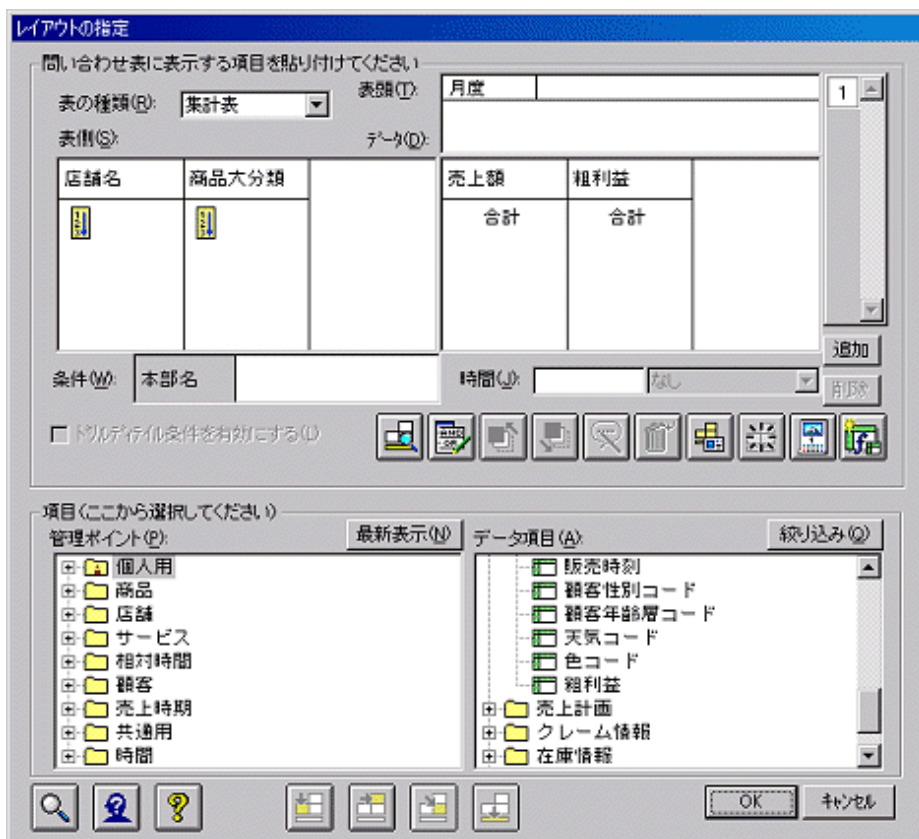 レイアウトの指定
問い合わせ表に表示する項目を貼り付けてください
表の種類(R): 集計表
表頭(T): 月度
1
表側(S):
データ(D):
店舗名 商品大分類
売上額 粗利益
合計 合計
追加
条件(W): 本部名
時間(J): なし
削除
ドリルディテイル条件を有効にする(L)
項目(ここから選択してください)
管理ポイント(P): 最新表示(N)
データ項目(A): 絞り込み(Q)
個人用
商品
店舗
サービス
相対時間
顧客
売上時期
共通用
時間
販売時刻
顧客性別コード
顧客年齢層コード
天気コード
色コード
粗利益
売上計画
クレーム情報
在庫情報
OK キャンセル